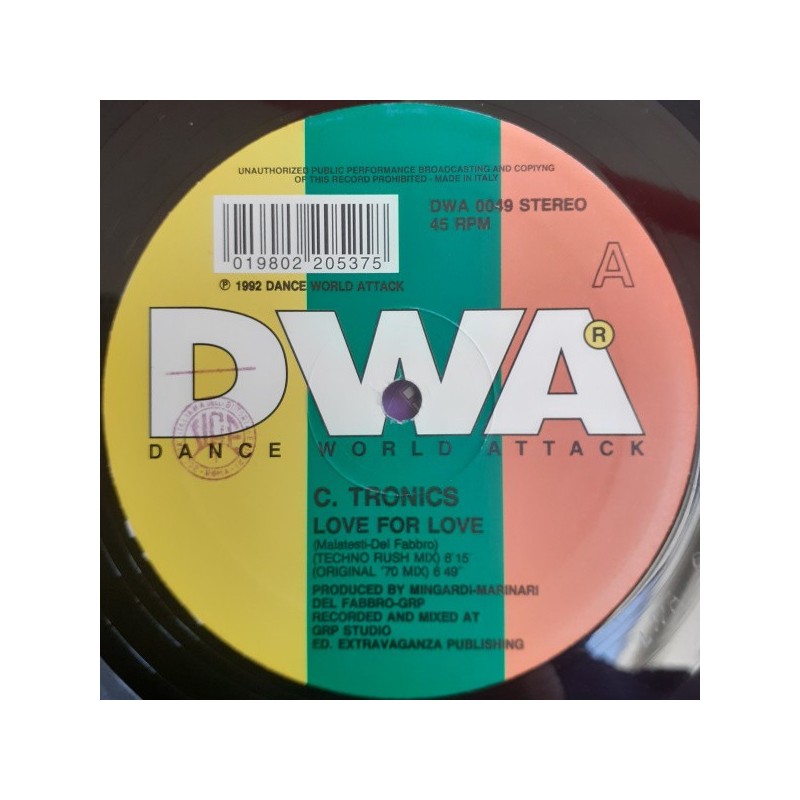 UNAUTHORIZED PUBLIC PERFORMANCE BROADCASTING AND COPIYNG
OF THIS RECORD PROHIBITED - MADE IN ITALY
DWA 0049 STEREO
45 RPM
019802 205375
℗ 1992 DANCE WORLD ATTACK
A
DWA®
DANCE WORLD ATTACK
C. TRONICS
LOVE FOR LOVE
(Malatesti-Del Fabbro)
(TECHNO RUSH MIX) 6'15"
(ORIGINAL '70 MIX) 6'49"
PRODUCED BY MINGARDI-MARINARI
DEL FABBRO-GRP
RECORDED AND MIXED AT
GRP STUDIO
ED. EXTRAVAGANZA PUBLISHING